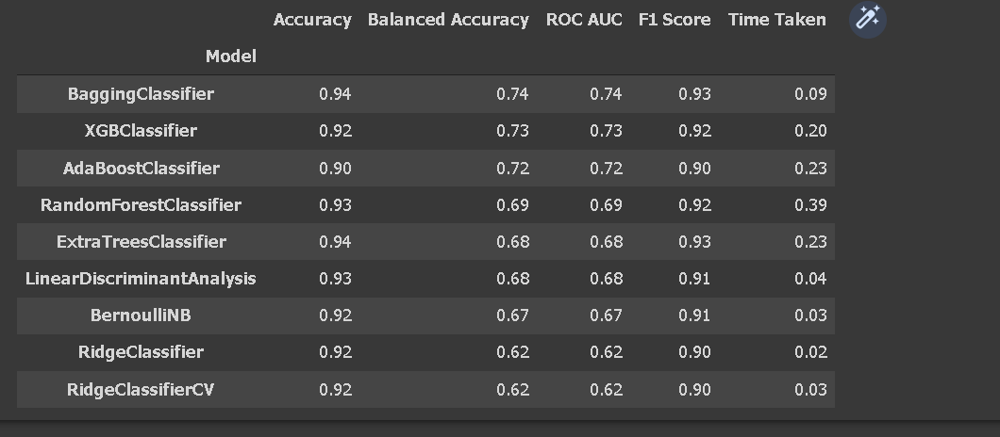 Accuracy Balanced Accuracy ROC AUC F1 Score Time Taken
Model
BaggingClassifier 0.94 0.74 0.74 0.93 0.09
XGBClassifier 0.92 0.73 0.73 0.92 0.20
AdaBoostClassifier 0.90 0.72 0.72 0.90 0.23
RandomForestClassifier 0.93 0.69 0.69 0.92 0.39
ExtraTreesClassifier 0.94 0.68 0.68 0.93 0.23
LinearDiscriminantAnalysis 0.93 0.68 0.68 0.91 0.04
BernoulliNB 0.92 0.67 0.67 0.91 0.03
RidgeClassifier 0.92 0.62 0.62 0.90 0.02
RidgeClassifierCV 0.92 0.62 0.62 0.90 0.03